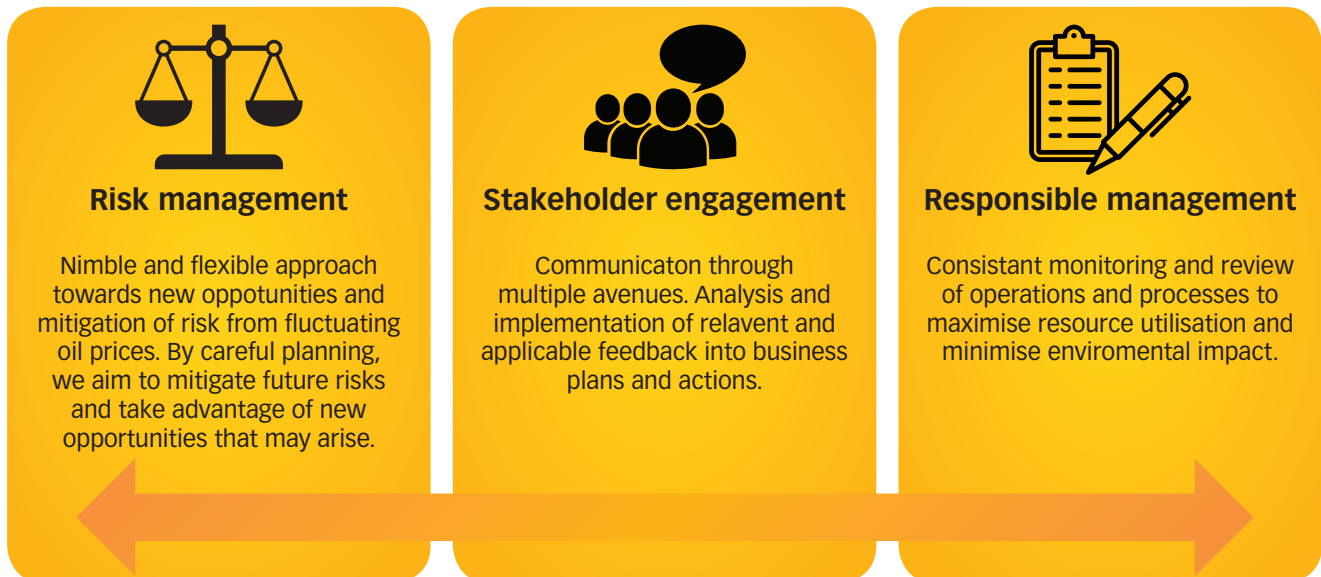 Risk management
Nimble and flexible approach
towards new oppotunities and
mitigation of risk from fluctuating
oil prices. By careful planning,
we aim to mitigate future risks
and take advantage of new
opportunities that may arise.
Stakeholder engagement
Communicaton through
multiple avenues. Analysis and
implementation of relavent and
applicable feedback into business
plans and actions.
Responsible management
Consistant monitoring and review
of operations and processes to
maximise resource utilisation and
minimise enviromental impact.